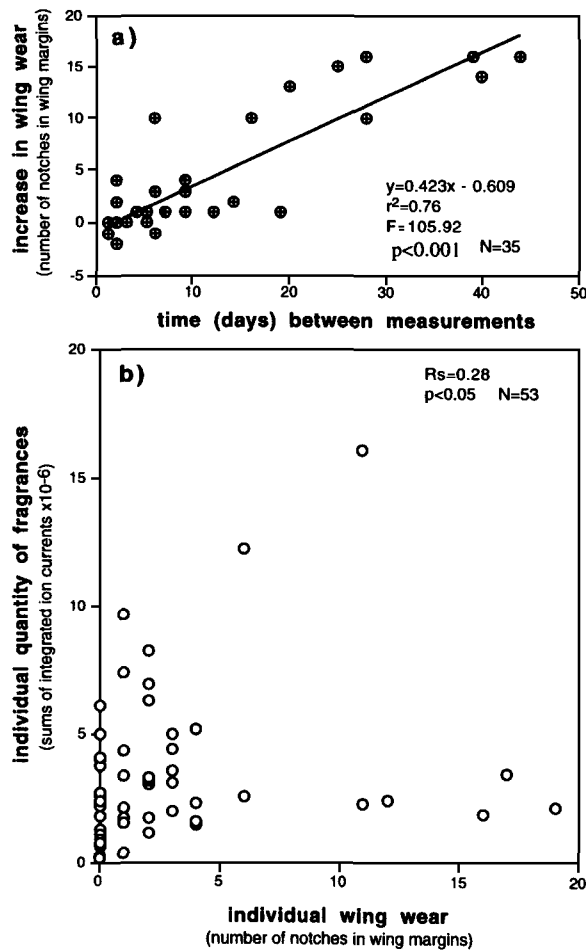 a)
increase in wing wear
(number of notches in wing margins)
20
15
10
5
0
-5
y=0.423x - 0.609
r²=0.76
F=105.92
p<0.001 N=35
0 10 20 30 40 50
time (days) between measurements
b)
individual quantity of fragrances
(sums of integrated ion currents x10-6)
20
15
10
5
0
Rs=0.28
p<0.05 N=53
0 5 10 15 20
individual wing wear
(number of notches in wing margins)